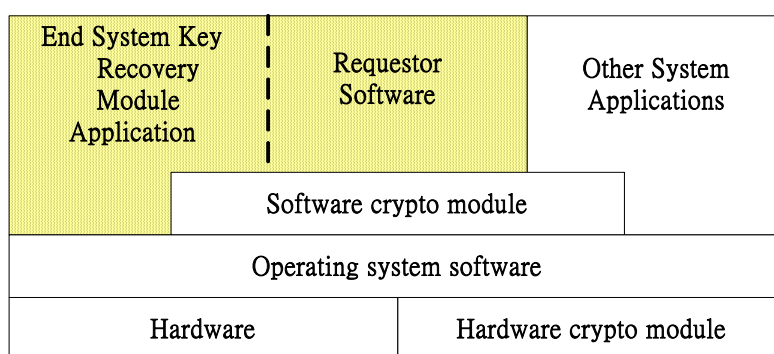 End System Key
Recovery
Module
Application
Requestor
Software
Other System
Applications
Software crypto module
Operating system software
Hardware
Hardware crypto module